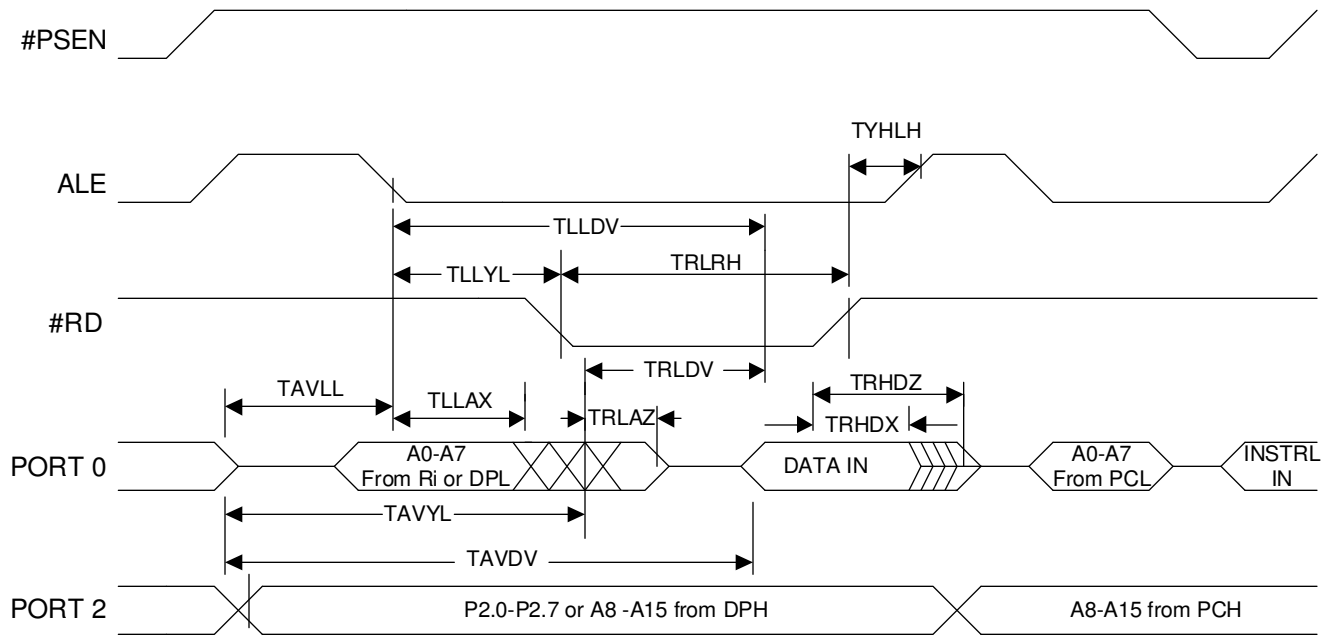 #PSEN
TYHLH
ALE
TLLDV
TLLYL
TRLRH
#RD
TRLDV
TAVLL
TLLAX
TRLAZ
TRHDZ
TRHDX
PORT 0
A0-A7
From Ri or DPL
DATA IN
A0-A7
From PCL
INSTRL
IN
TAVYL
TAVDV
PORT 2
P2.0-P2.7 or A8 -A15 from DPH
A8-A15 from PCH